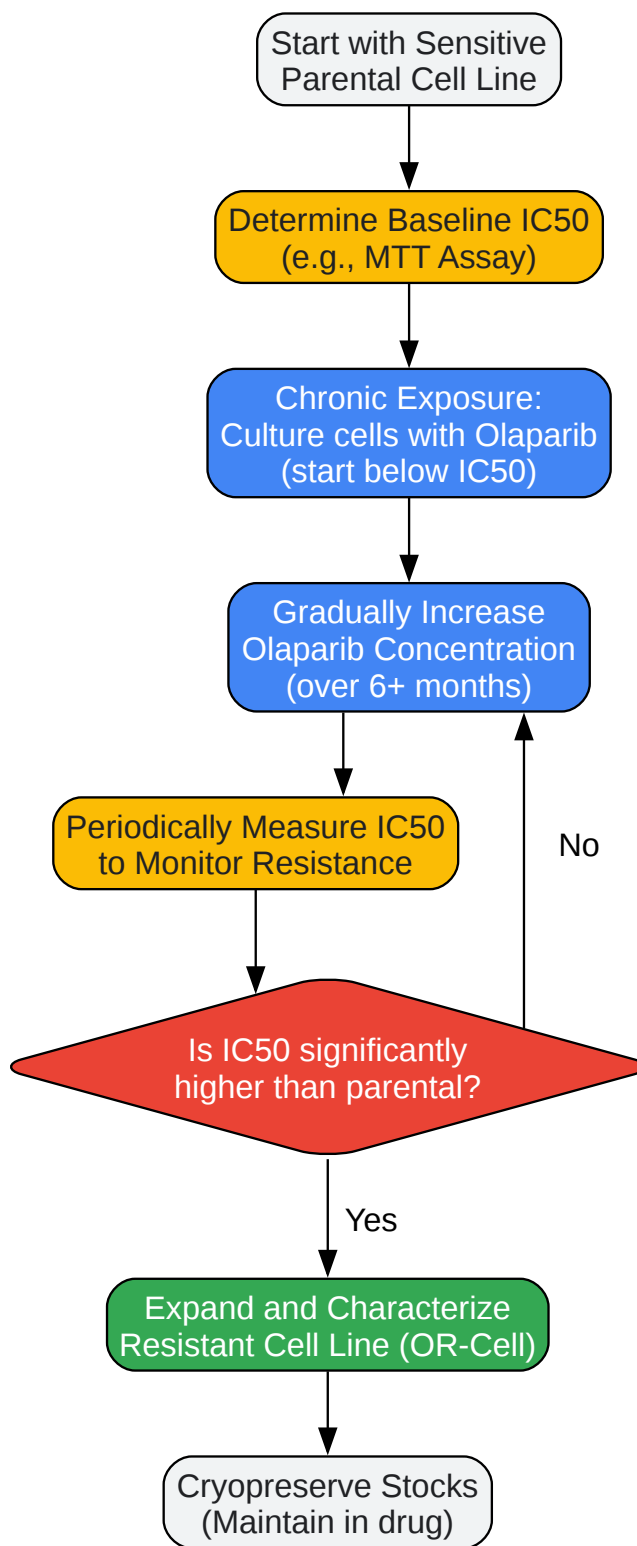 Start with Sensitive
Parental Cell Line
Determine Baseline IC50
(e.g., MTT Assay)
Chronic Exposure:
Culture cells with Olaparib
(start below IC50)
Gradually Increase
Olaparib Concentration
(over 6+ months)
Periodically Measure IC50
to Monitor Resistance
No
Is IC50 significantly
higher than parental?
Yes
Expand and Characterize
Resistant Cell Line (OR-Cell)
Cryopreserve Stocks
(Maintain in drug)